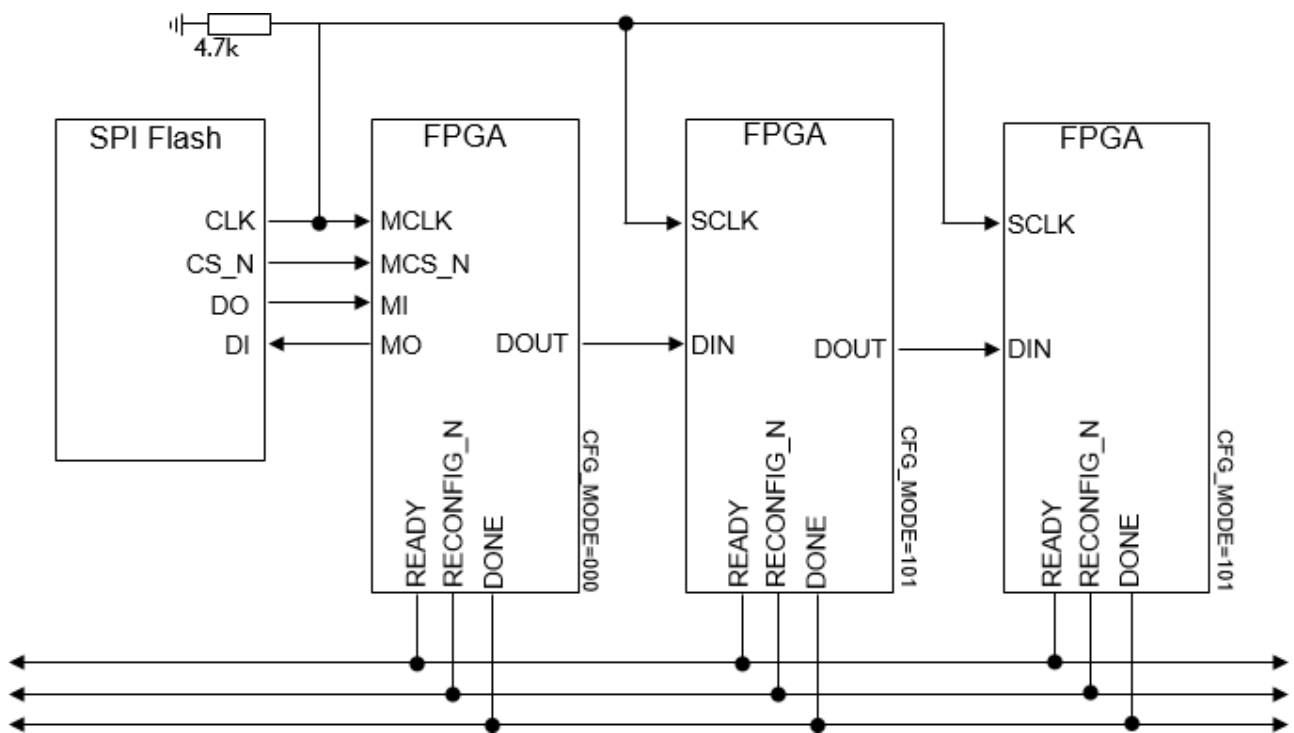 4.7k
SPI Flash
CLK
CS_N
DO
DI
FPGA
MCLK
MCS_N
MI
MO
DOUT
READY
RECONFIG_N
DONE
CFG_MODE=000
FPGA
SCLK
DIN
DOUT
READY
RECONFIG_N
DONE
CFG_MODE=101
FPGA
SCLK
DIN
READY
RECONFIG_N
DONE
CFG_MODE=101